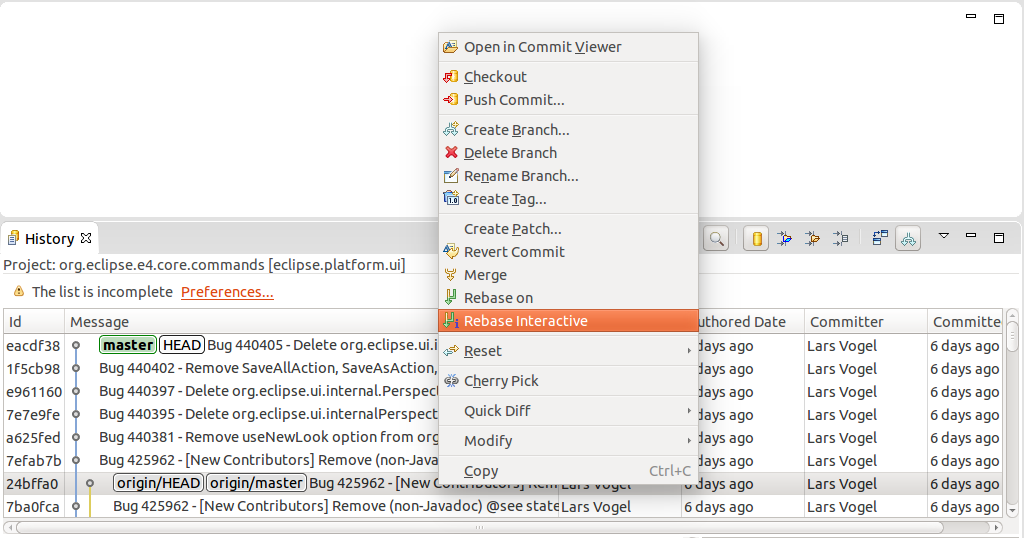 Open in Commit Viewer
Checkout
Push Commit...
Create Branch...
Delete Branch
Rename Branch...
Create Tag...
Create Patch...
Revert Commit
Merge
Rebase on
Rebase Interactive
Reset
Cherry Pick
Quick Diff
Modify
Copy Ctrl+C
History
Project: org.eclipse.e4.core.commands [eclipse.platform.ui]
The list is incomplete Preferences...
Id Message uthored Date Committer Committe
eacdf38 master HEAD Bug 440405 - Delete org.eclipse.ui.i days ago Lars Vogel 6 days ago
1f5cb98 Bug 440402 - Remove SaveAllAction, SaveAsAction, days ago Lars Vogel 6 days ago
e961160 Bug 440397 - Delete org.eclipse.ui.internal.Perspect days ago Lars Vogel 6 days ago
7e7e9fe Bug 440395 - Delete org.eclipse.ui.internalPerspect days ago Lars Vogel 6 days ago
a625fed Bug 440381 - Remove useNewLook option from org days ago Lars Vogel 6 days ago
7efab7b Bug 425962 - [New Contributors] Remove (non-Javad days ago Lars Vogel 6 days ago
24bffa0 origin/HEAD origin/master Bug 425962 - [New Contributors] Rem Lars Vogel 6 days ago Lars Vogel 6 days ago
7ba0fca Bug 425962 - [New Contributors] Remove (non-Javadoc) @see state Lars Vogel 6 days ago Lars Vogel 6 days ago